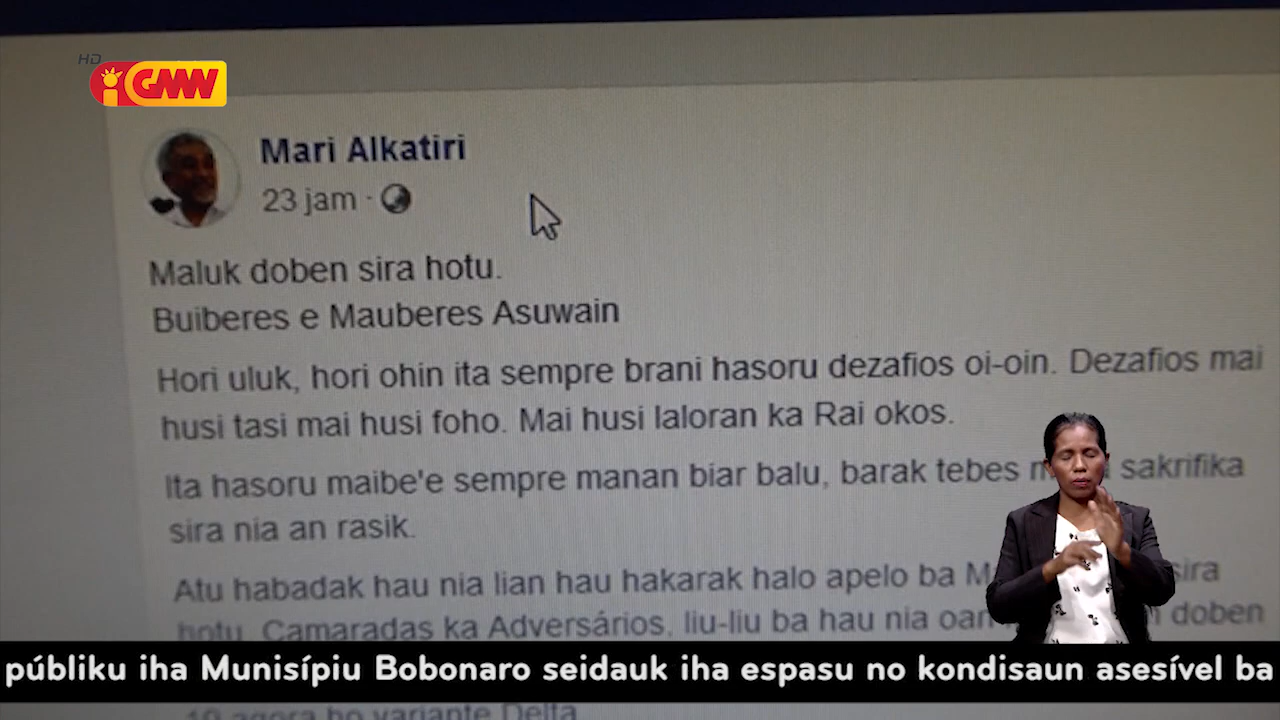 HD
GMN
Mari Alkatiri
23 jam ·
Maluk doben sira hotu.
Buiberes e Mauberes Asuwain
Hori uluk, hori ohin ita sempre brani hasoru dezafios oi-oin. Dezafios mai
husi tasi mai husi foho. Mai husi laloran ka Rai okos.
Ita hasoru maibe'e sempre manan biar balu, barak tebes sakrifika
sira nia an rasik.
Atu habadak hau nia lian hau hakarak halo apelo ba sira
hotu. Camaradas ka Adversários, liu-liu ba hau nia doben
públiku iha Munisípiu Bobonaro seidauk iha espasu no kondisaun asesível ba
variante Delta